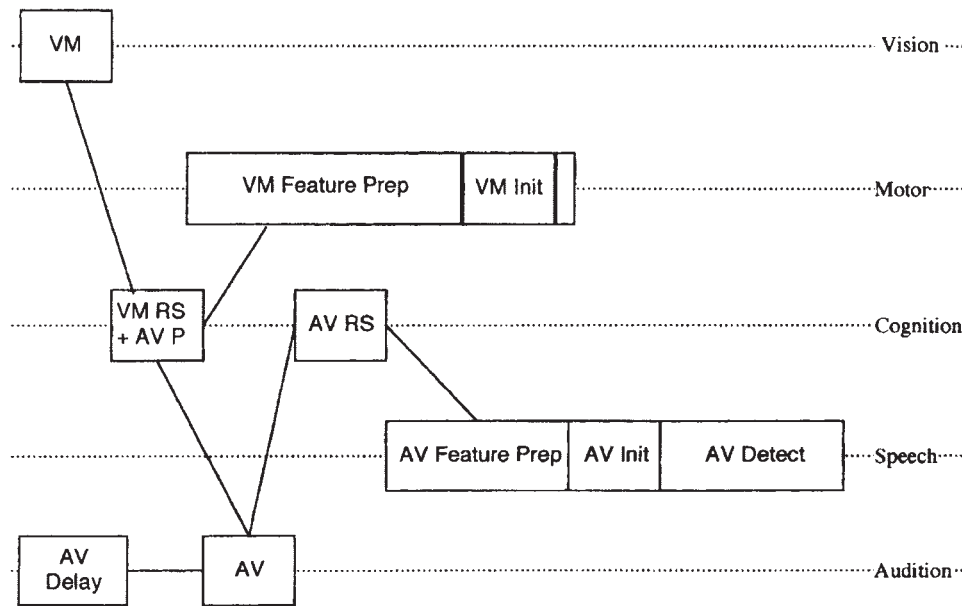 VM
Vision
VM Feature Prep
VM Init
Motor
VM RS
+ AV P
AV RS
Cognition
AV Feature Prep
AV Init
AV Detect
Speech
AV
Delay
AV
Audition